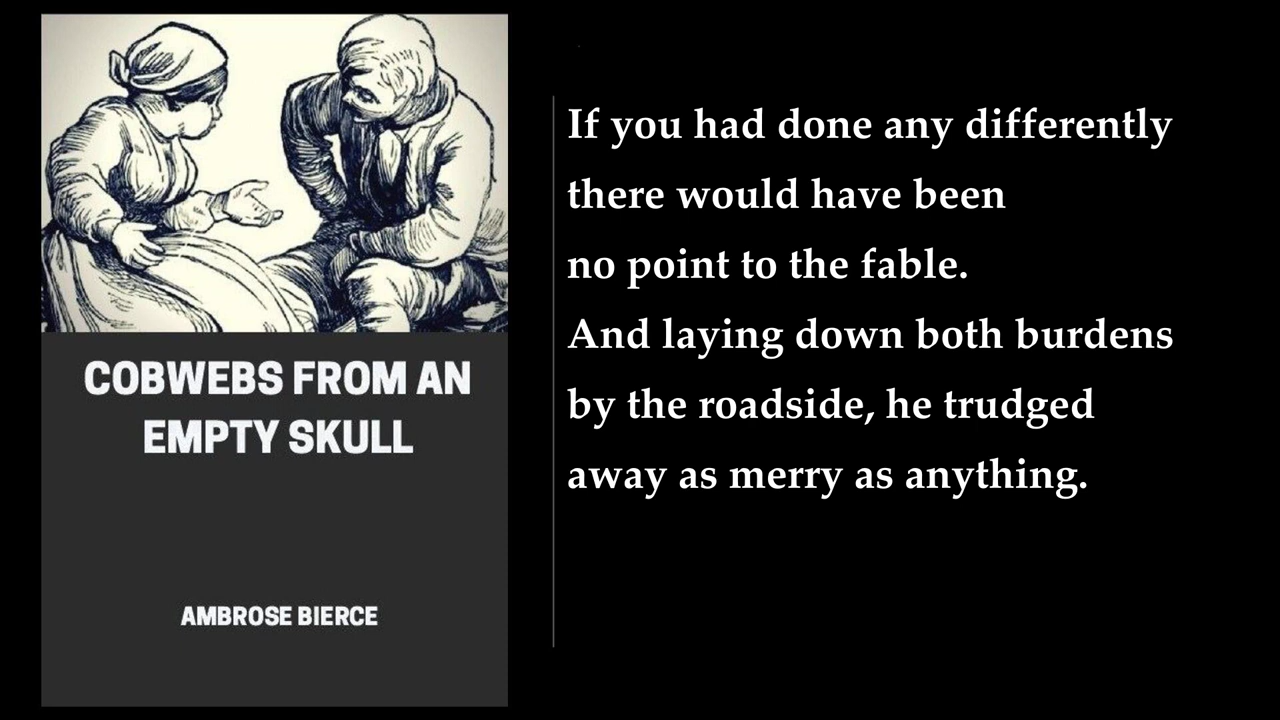 COBWEBS FROM AN
EMPTY SKULL
AMBROSE BIERCE
If you had done any differently
there would have been
no point to the fable.
And laying down both burdens
by the roadside, he trudged
away as merry as anything.